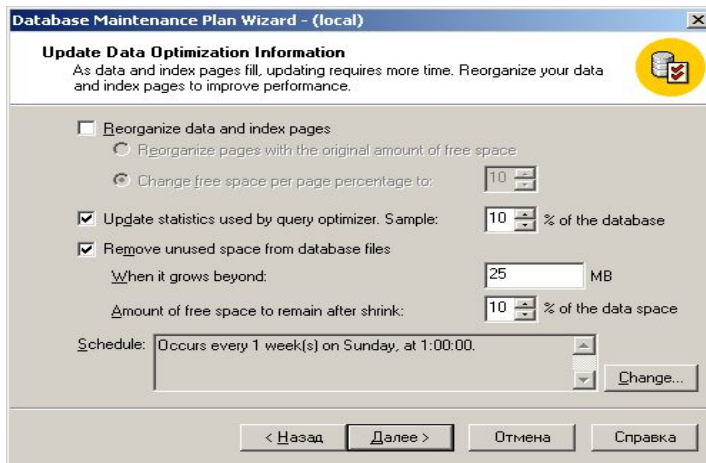 Database Maintenance Plan Wizard - (local)
Update Data Optimization Information
As data and index pages fill, updating requires more time. Reorganize your data
and index pages to improve performance.
Reorganize data and index pages
Reorganize pages with the original amount of free space
Change free space per page percentage to: 10
Update statistics used by query optimizer. Sample: 10 % of the database
Remove unused space from database files
When it grows beyond: 25 MB
Amount of free space to remain after shrink: 10 % of the data space
Schedule: Occurs every 1 week(s) on Sunday, at 1:00:00.
Change...
< Назад Далее > Отмена Справка